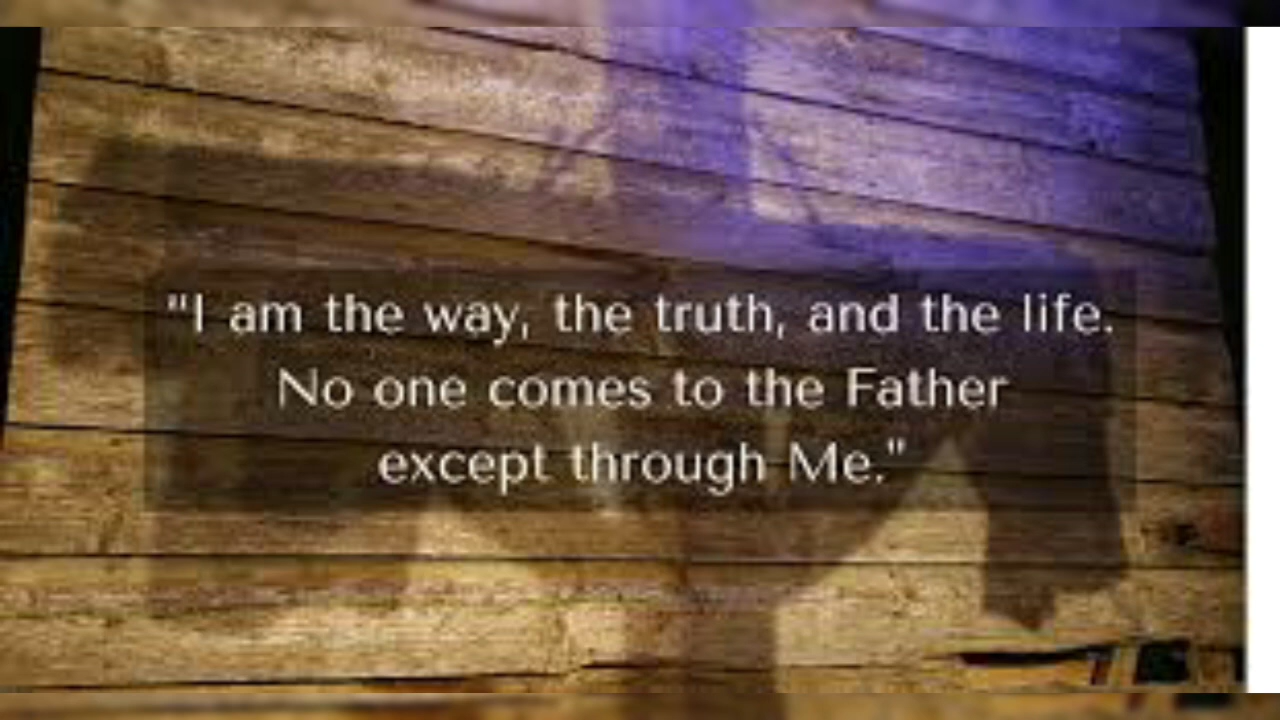 "I am the way, the truth, and the life.
No one comes to the Father
except through Me."